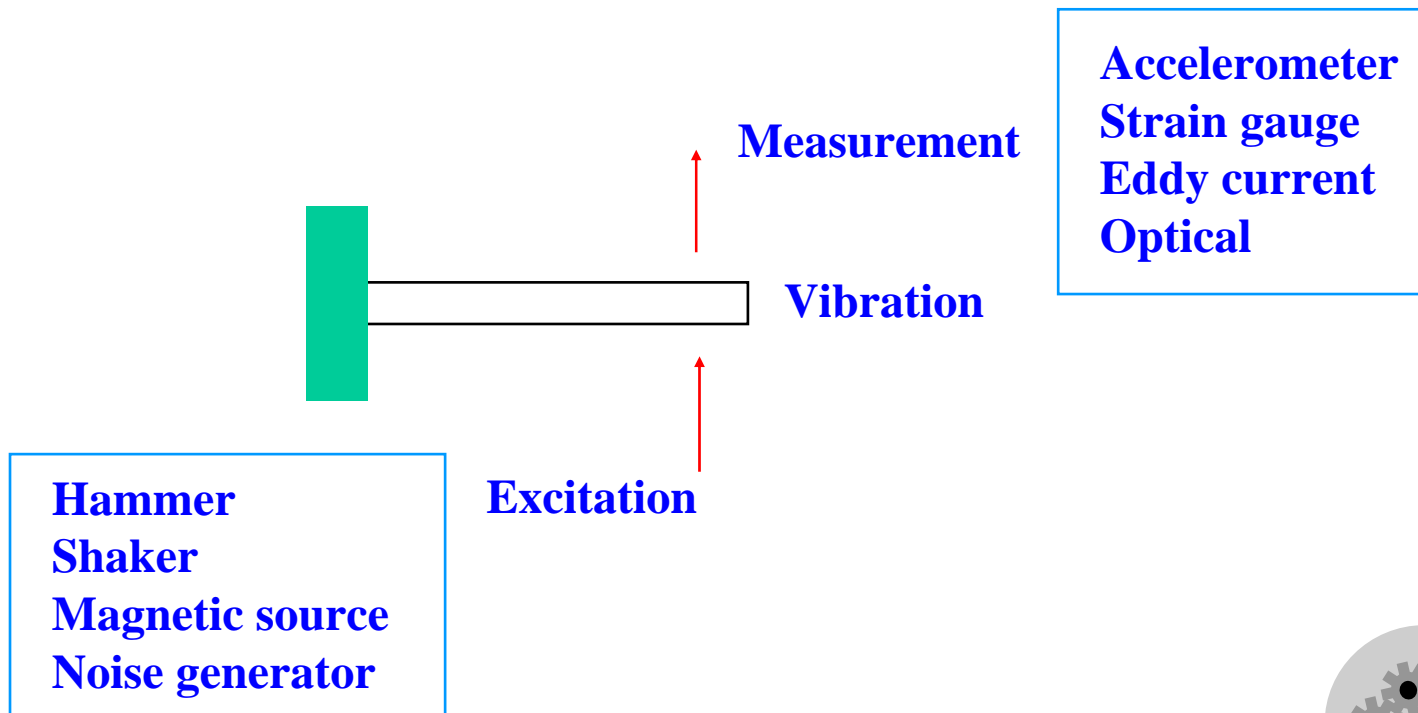 Accelerometer
Strain gauge
Eddy current
Optical
Measurement
Vibration
Excitation
Hammer
Shaker
Magnetic source
Noise generator